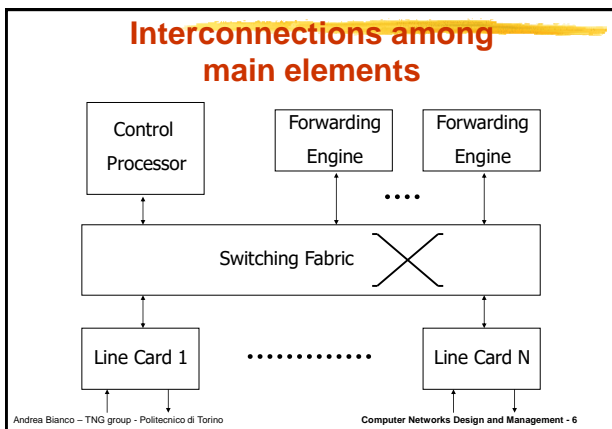 Interconnections among
main elements
Control
Processor
Forwarding
Engine
Forwarding
Engine
Switching Fabric
Line Card 1
Line Card N
Andrea Bianco – TNG group - Politecnico di Torino
Computer Networks Design and Management - 6